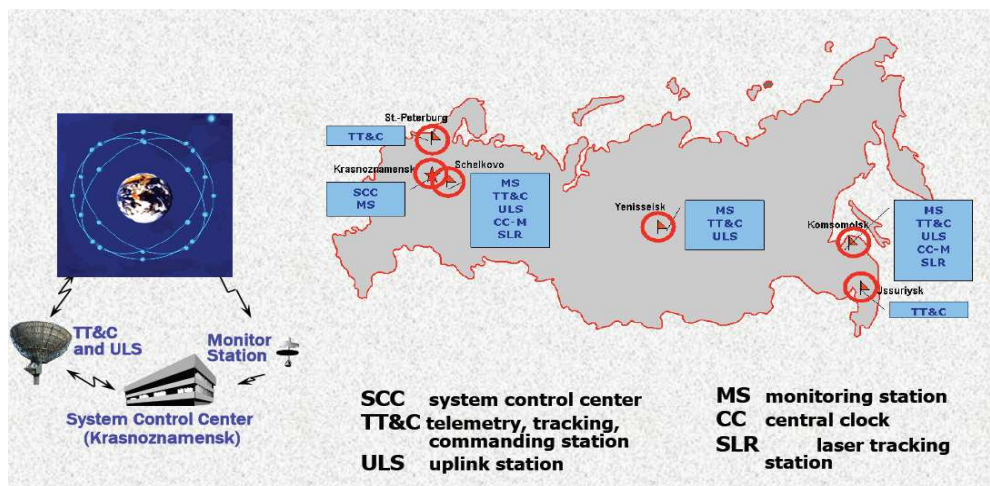 St.-Peterburg
TT&C
Krasnoznamensk
Schelkovo
SCC
MS
MS
TT&C
ULS
CC-M
SLR
Yenisseisk
MS
TT&C
ULS
Komsomolsk
MS
TT&C
ULS
CC-M
SLR
Ussuriysk
TT&C
TT&C
and ULS
Monitor
Station
System Control Center
(Krasnoznamensk)
SCC system control center
TT&C telemetry, tracking,
commanding station
ULS uplink station
MS monitoring station
CC central clock
SLR laser tracking
station